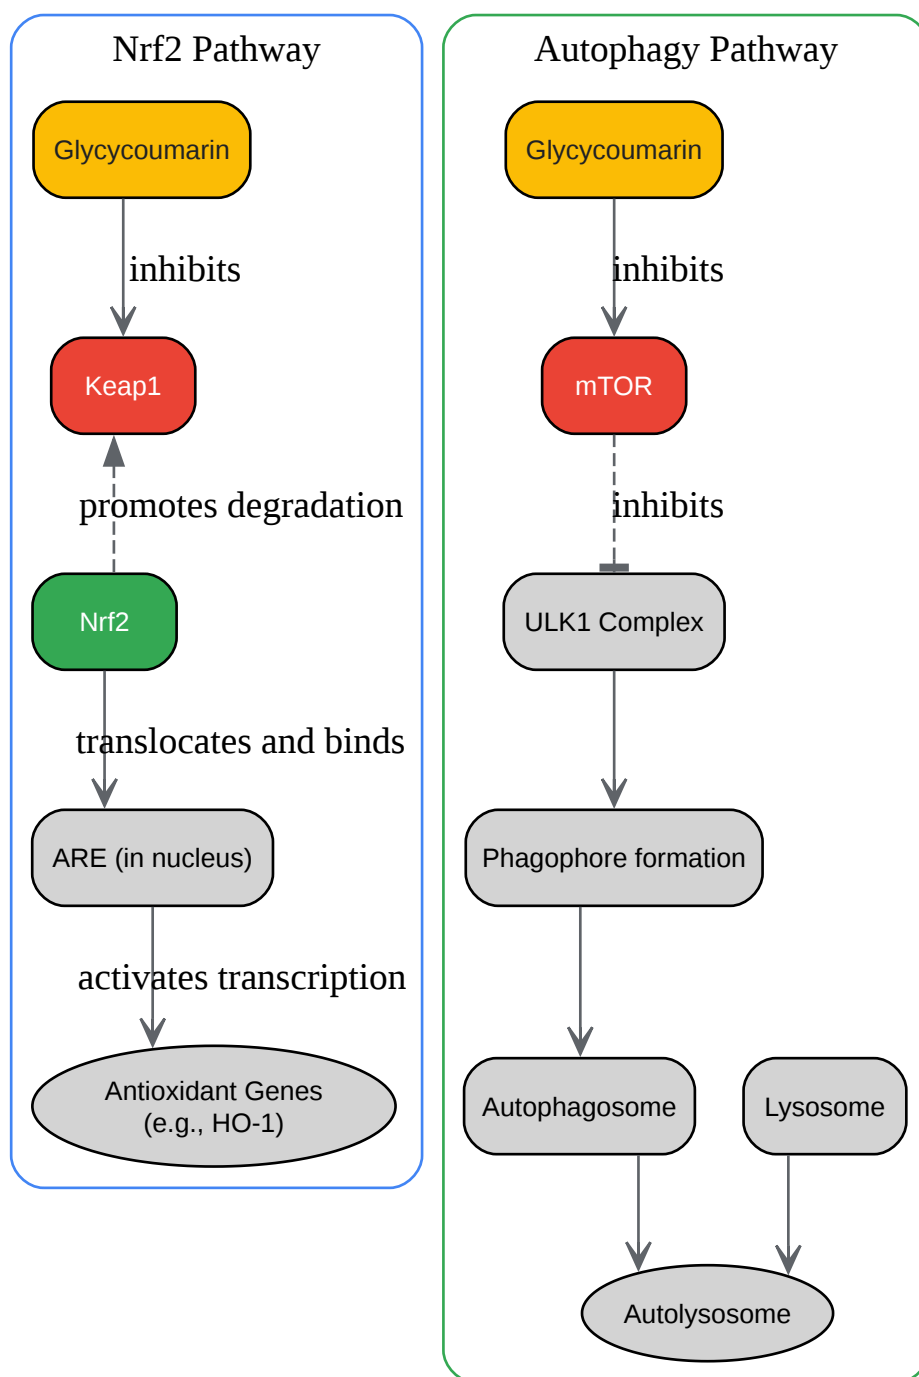 Nrf2 Pathway
Glycycoumarin
inhibits
Keap1
promotes degradation
Nrf2
translocates and binds
ARE (in nucleus)
activates transcription
Antioxidant Genes
(e.g., HO-1)
Autophagy Pathway
Glycycoumarin
inhibits
mTOR
inhibits
ULK1 Complex
Phagophore formation
Autophagosome
Lysosome
Autolysosome